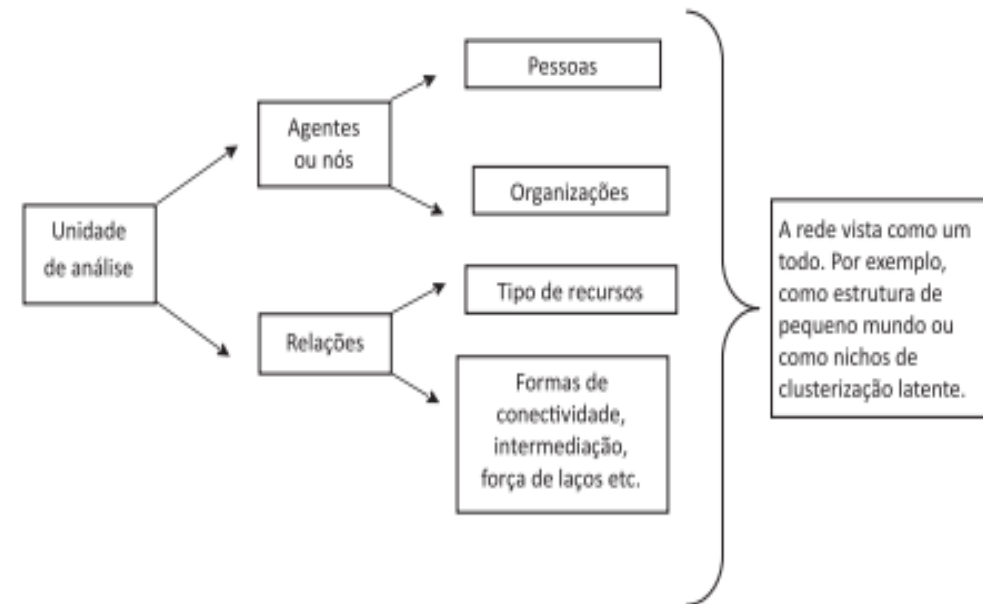 Unidade
de análise
Agentes
ou nós
Relações
Pessoas
Organizações
Tipo de recursos
Formas de
conectividade,
intermediação,
força de laços etc.
A rede vista como um
todo. Por exemplo,
como estrutura de
pequeno mundo ou
como nichos de
clusterização latente.